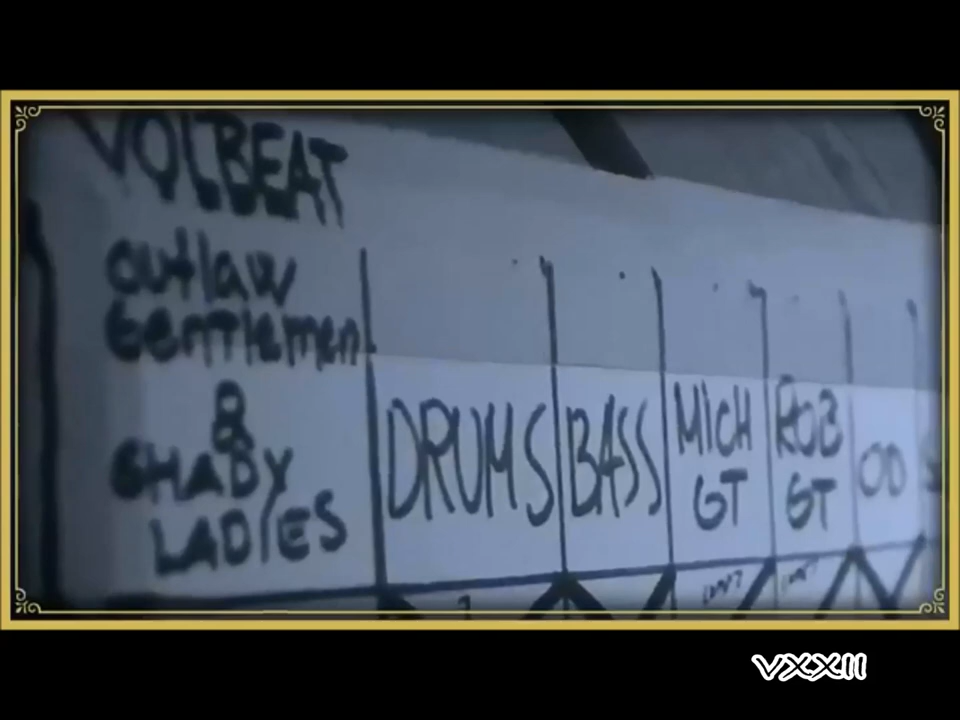 VOLBEAT
outlaw
Gentlemen
&
SHADY
LADIES
DRUMS
BASS
MICH
GT
ROB
GT
OD
VXXII